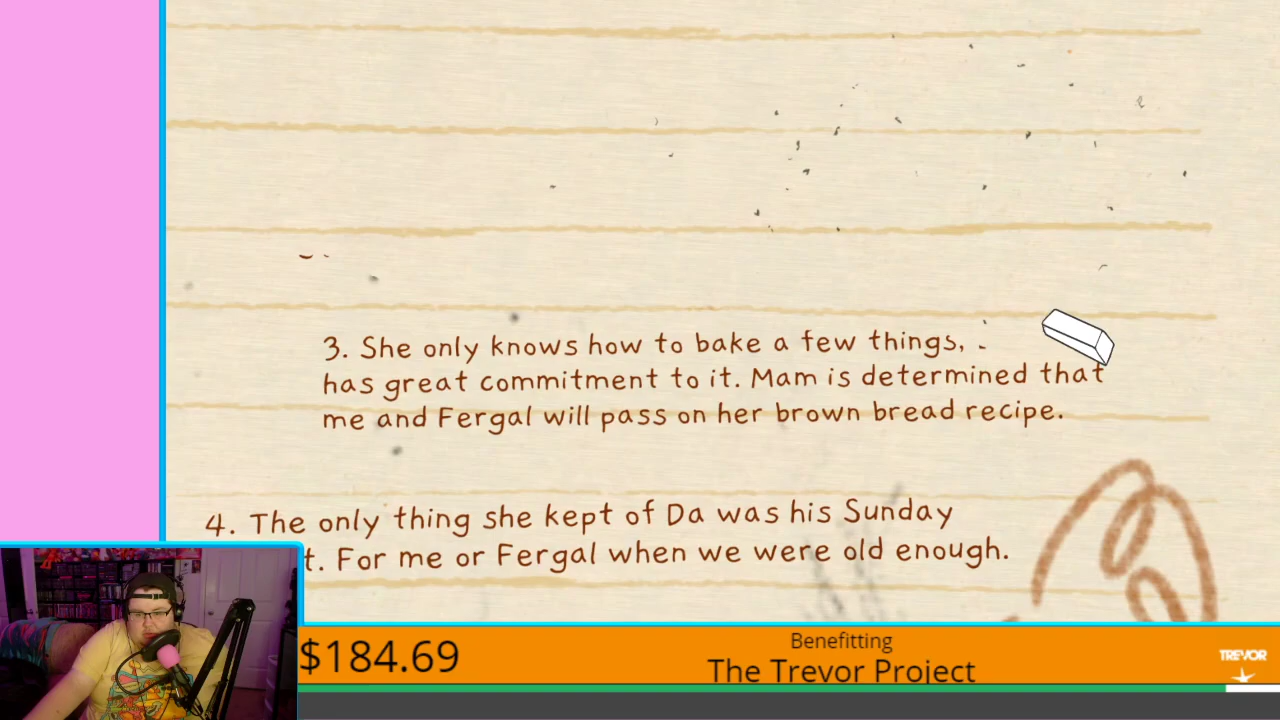 3. She only knows how to bake a few things,
has great commitment to it. Mam is determined that
me and Fergal will pass on her brown bread recipe.
4. The only thing she kept of Da was his Sunday
t. For me or Fergal when we were old enough.
$184.69
Benefitting
The Trevor Project
TREVOR